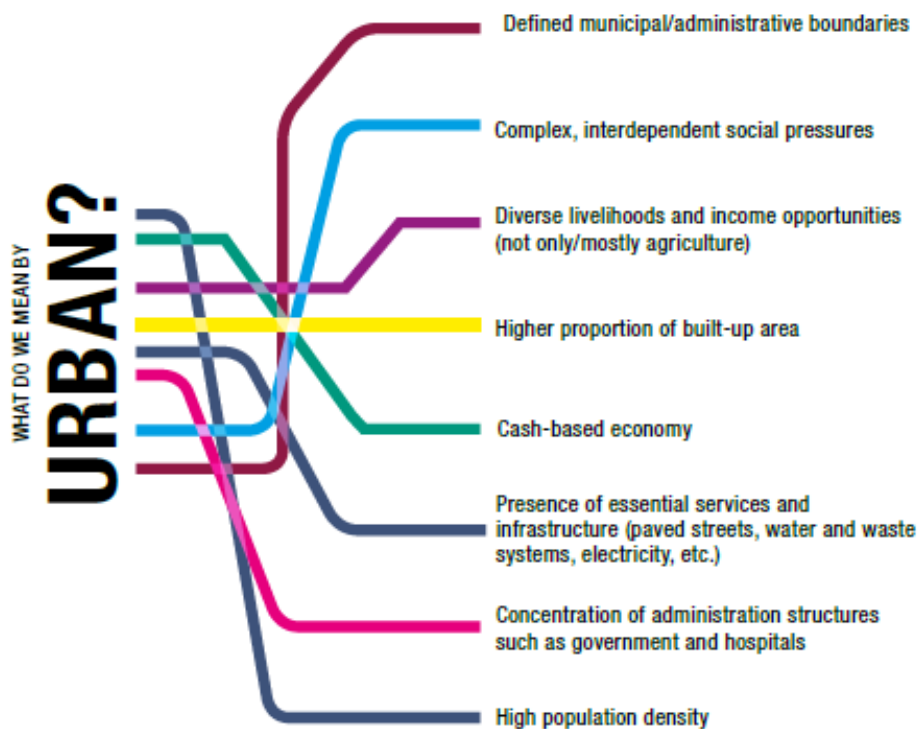 WHAT DO WE MEAN BY
URBAN?
Defined municipal/administrative boundaries
Complex, interdependent social pressures
Diverse livelihoods and income opportunities
(not only/mostly agriculture)
Higher proportion of built-up area
Cash-based economy
Presence of essential services and
infrastructure (paved streets, water and waste
systems, electricity, etc.)
Concentration of administration structures
such as government and hospitals
High population density